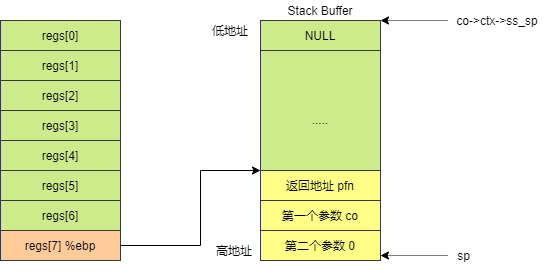 Stack Buffer
低地址
co->ctx->ss_sp
regs[0]
NULL
regs[1]
regs[2]
regs[3]
.....
regs[4]
regs[5]
返回地址 pfn
regs[6]
第一个参数 co
regs[7] %ebp
高地址
第二个参数 0
sp